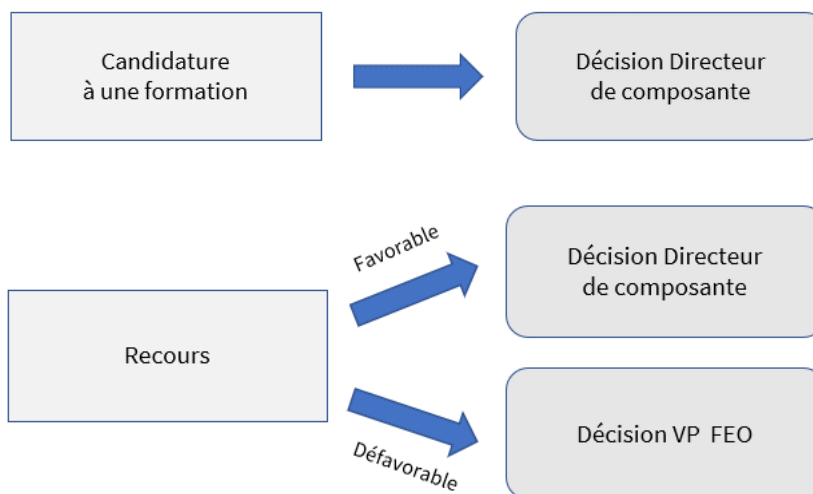 Candidature
à une formation
Décision Directeur
de composante
Favorable
Décision Directeur
de composante
Recours
Défavorable
Décision VP FEO